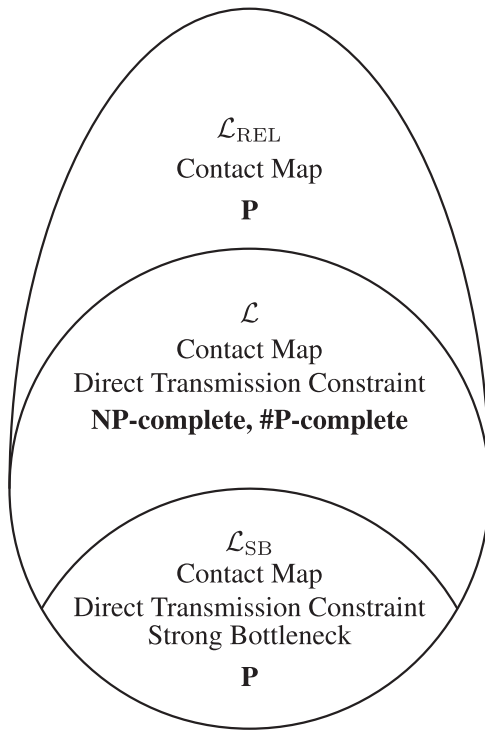 ℒ_REL
Contact Map
P
ℒ
Contact Map
Direct Transmission Constraint
NP-complete, #P-complete
ℒ_SB
Contact Map
Direct Transmission Constraint
Strong Bottleneck
P